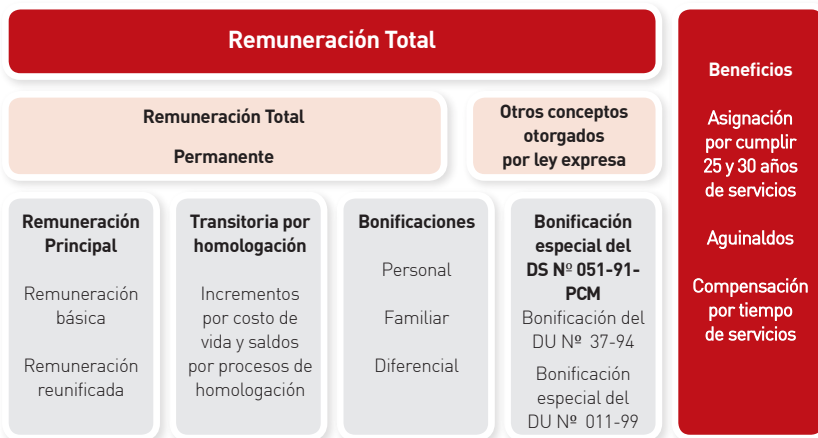 Remuneración Total
Remuneración Total
Permanente
Otros conceptos
otorgados
por ley expresa
Remuneración
Principal
Remuneración
básica
Remuneración
reunificada
Transitoria por
homologación
Incrementos
por costo de
vida y saldos
por procesos de
homologación
Bonificaciones
Personal
Familiar
Diferencial
Bonificación
especial del
DS Nº 051-91-
PCM
Bonificación del
DU Nº 37-94
Bonificación
especial del
DU Nº 011-99
Beneficios
Asignación
por cumplir
25 y 30 años
de servicios
Aguinaldos
Compensación
por tiempo
de servicios